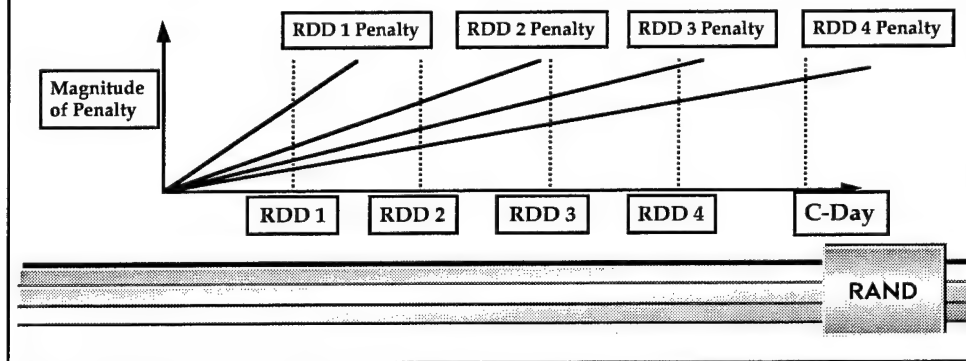 RDD 1 Penalty
RDD 2 Penalty
RDD 3 Penalty
RDD 4 Penalty
Magnitude
of Penalty
RDD 1
RDD 2
RDD 3
RDD 4
C-Day
RAND